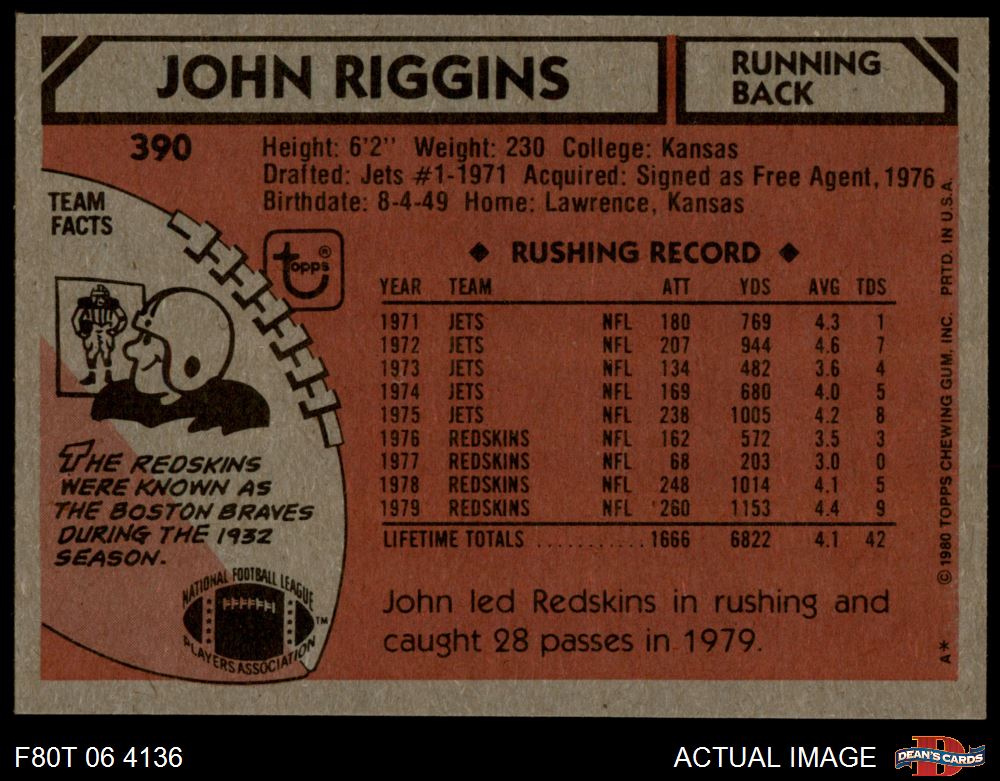 JOHN RIGGINS
RUNNING
BACK
390
Height: 6'2" Weight: 230 College: Kansas
Drafted: Jets #1-1971 Acquired: Signed as Free Agent, 1976
Birthdate: 8-4-49 Home: Lawrence, Kansas
TEAM
FACTS
topps®
◆ RUSHING RECORD ◆
YEAR TEAM ATT YDS AVG TDS
1971 JETS NFL 180 769 4.3 1
1972 JETS NFL 207 944 4.6 7
1973 JETS NFL 134 482 3.6 4
1974 JETS NFL 169 680 4.0 5
1975 JETS NFL 238 1005 4.2 8
1976 REDSKINS NFL 162 572 3.5 3
1977 REDSKINS NFL 68 203 3.0 0
1978 REDSKINS NFL 248 1014 4.1 5
1979 REDSKINS NFL 260 1153 4.4 9
LIFETIME TOTALS ........... 1666 6822 4.1 42
THE REDSKINS
WERE KNOWN AS
THE BOSTON BRAVES
DURING THE 1932
SEASON.
NATIONAL FOOTBALL LEAGUE
PLAYERS ASSOCIATION
TM
John led Redskins in rushing and
caught 28 passes in 1979.
A* © 1980 TOPPS CHEWING GUM, INC. PRTD. IN U.S.A.
F80T 06 4136
ACTUAL IMAGE
D
DEAN'S CARDS